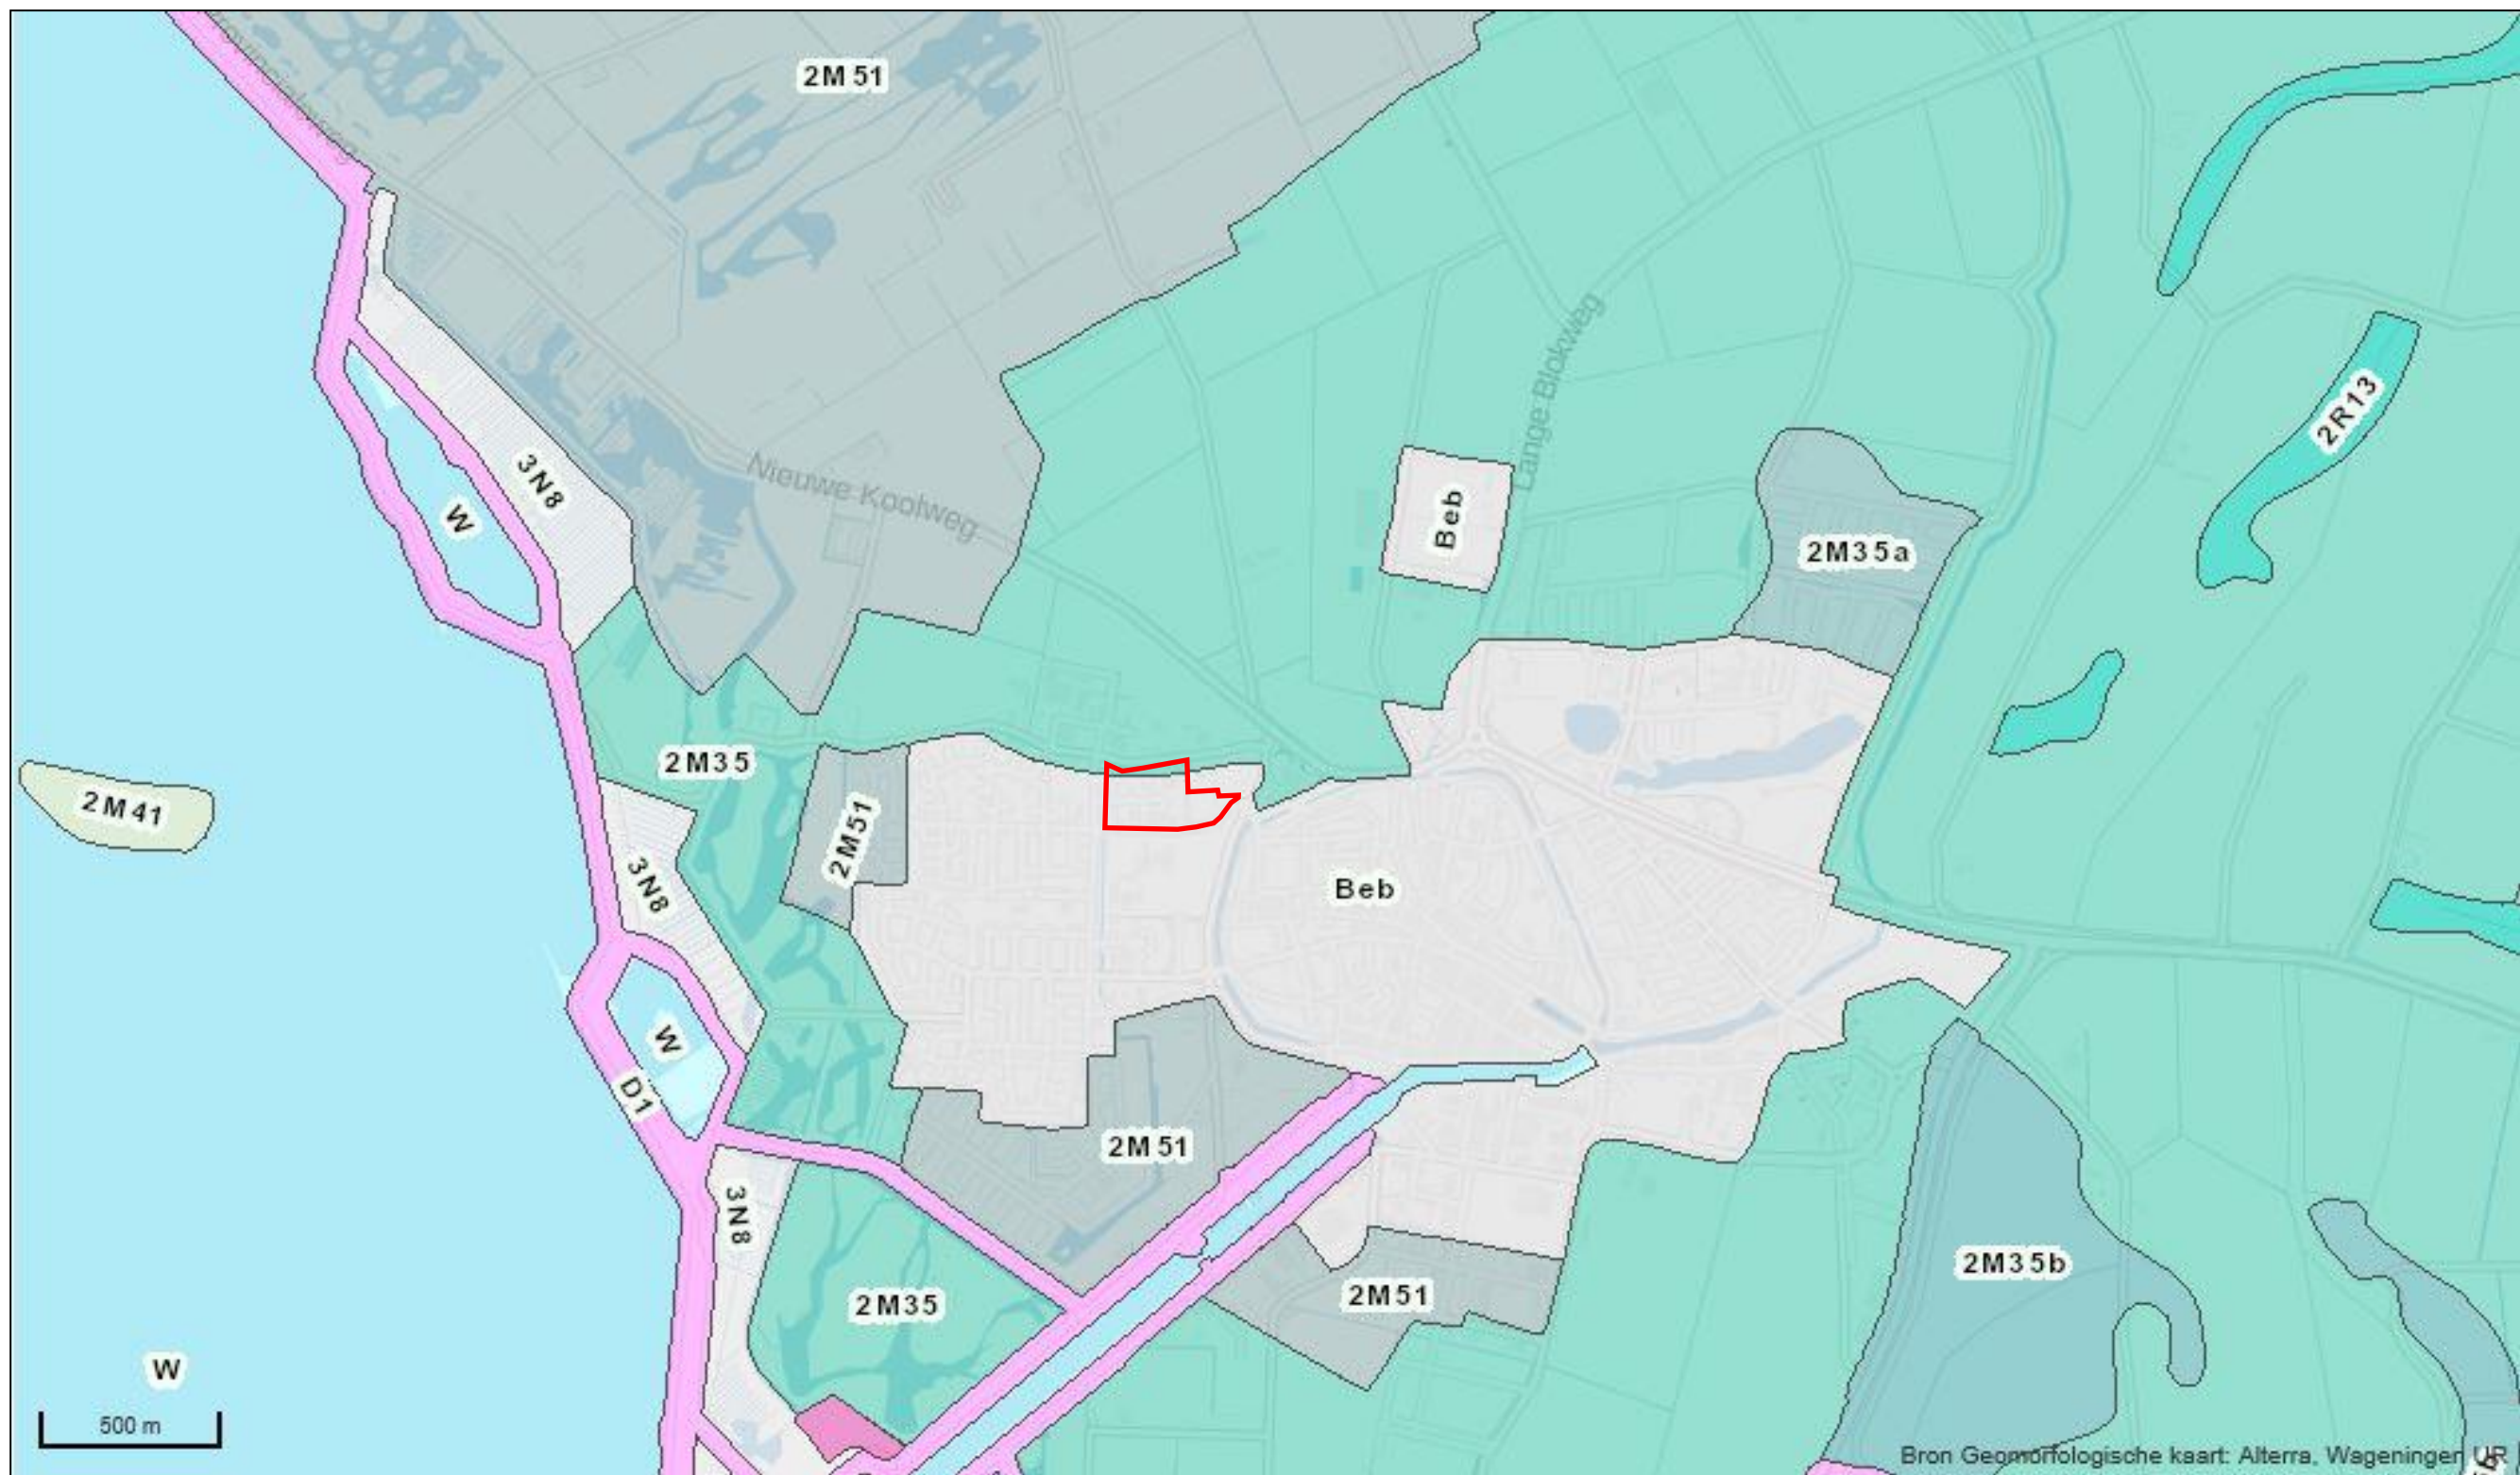 2M51
Nieuwe Koolweg
Lange Blokweg
2R13
3N8
W
Beb
2M35a
2M35
2M41
2M51
3N8
Beb
W
D1
2M51
3N8
2M35b
2M35
2M51
W
500 m
Bron Geomorfologische kaart: Alterra, Wageningen UR